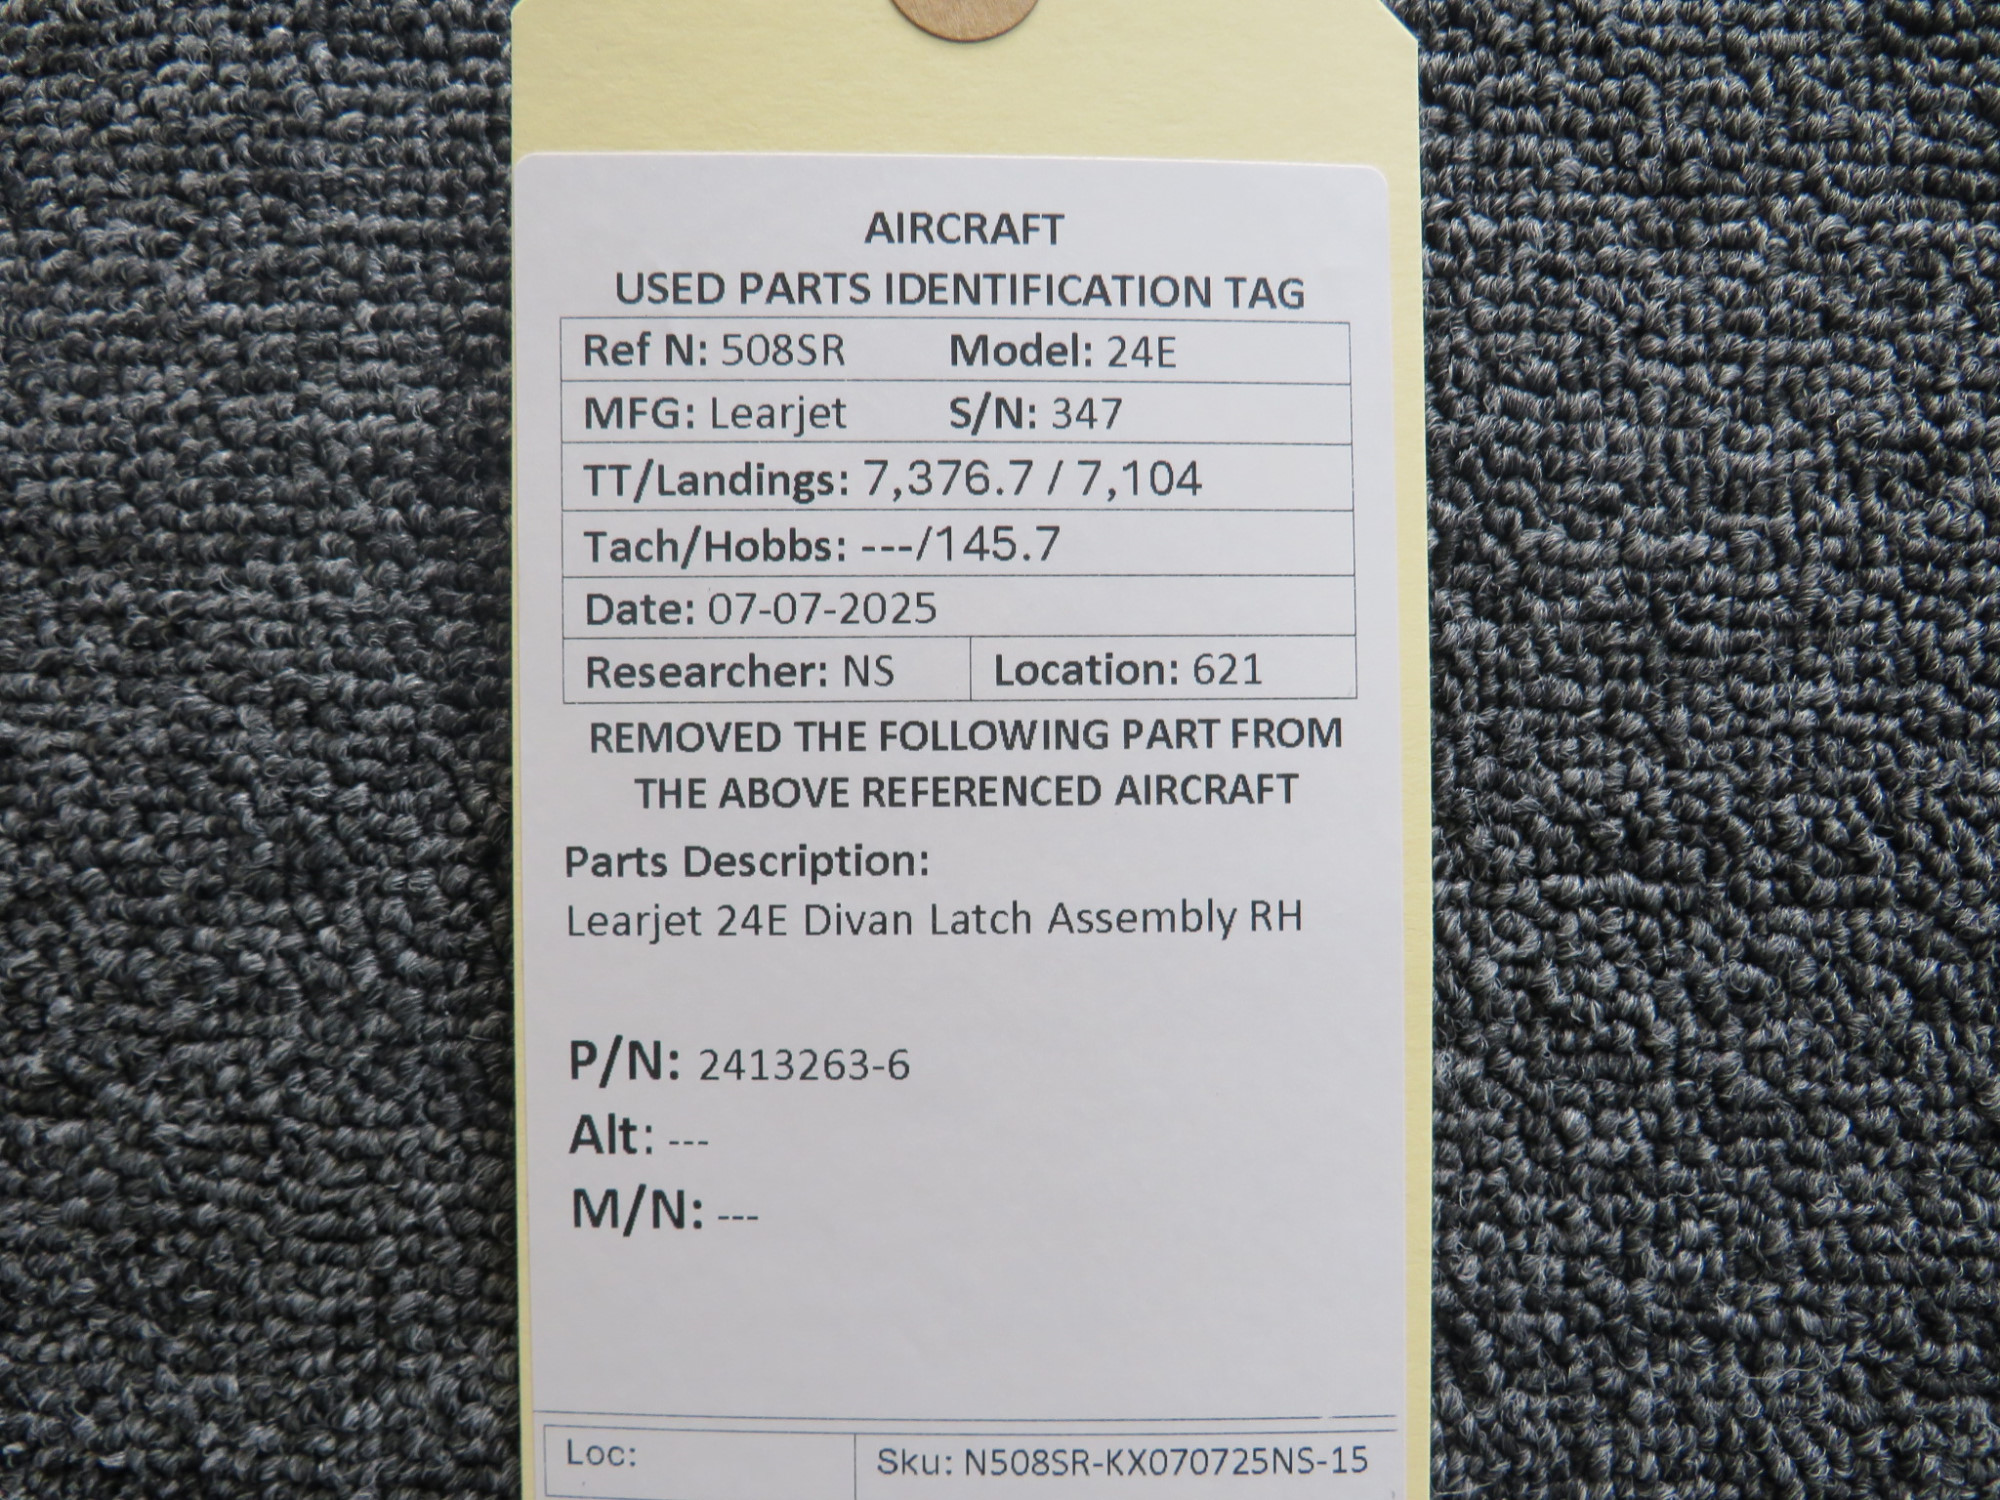 AIRCRAFT
USED PARTS IDENTIFICATION TAG
Ref N: 508SR Model: 24E
MFG: Learjet S/N: 347
TT/Landings: 7,376.7 / 7,104
Tach/Hobbs: ---/145.7
Date: 07-07-2025
Researcher: NS Location: 621
REMOVED THE FOLLOWING PART FROM
THE ABOVE REFERENCED AIRCRAFT
Parts Description:
Learjet 24E Divan Latch Assembly RH
P/N: 2413263-6
Alt: ---
M/N: ---
Loc: Sku: N508SR-KX070725NS-15